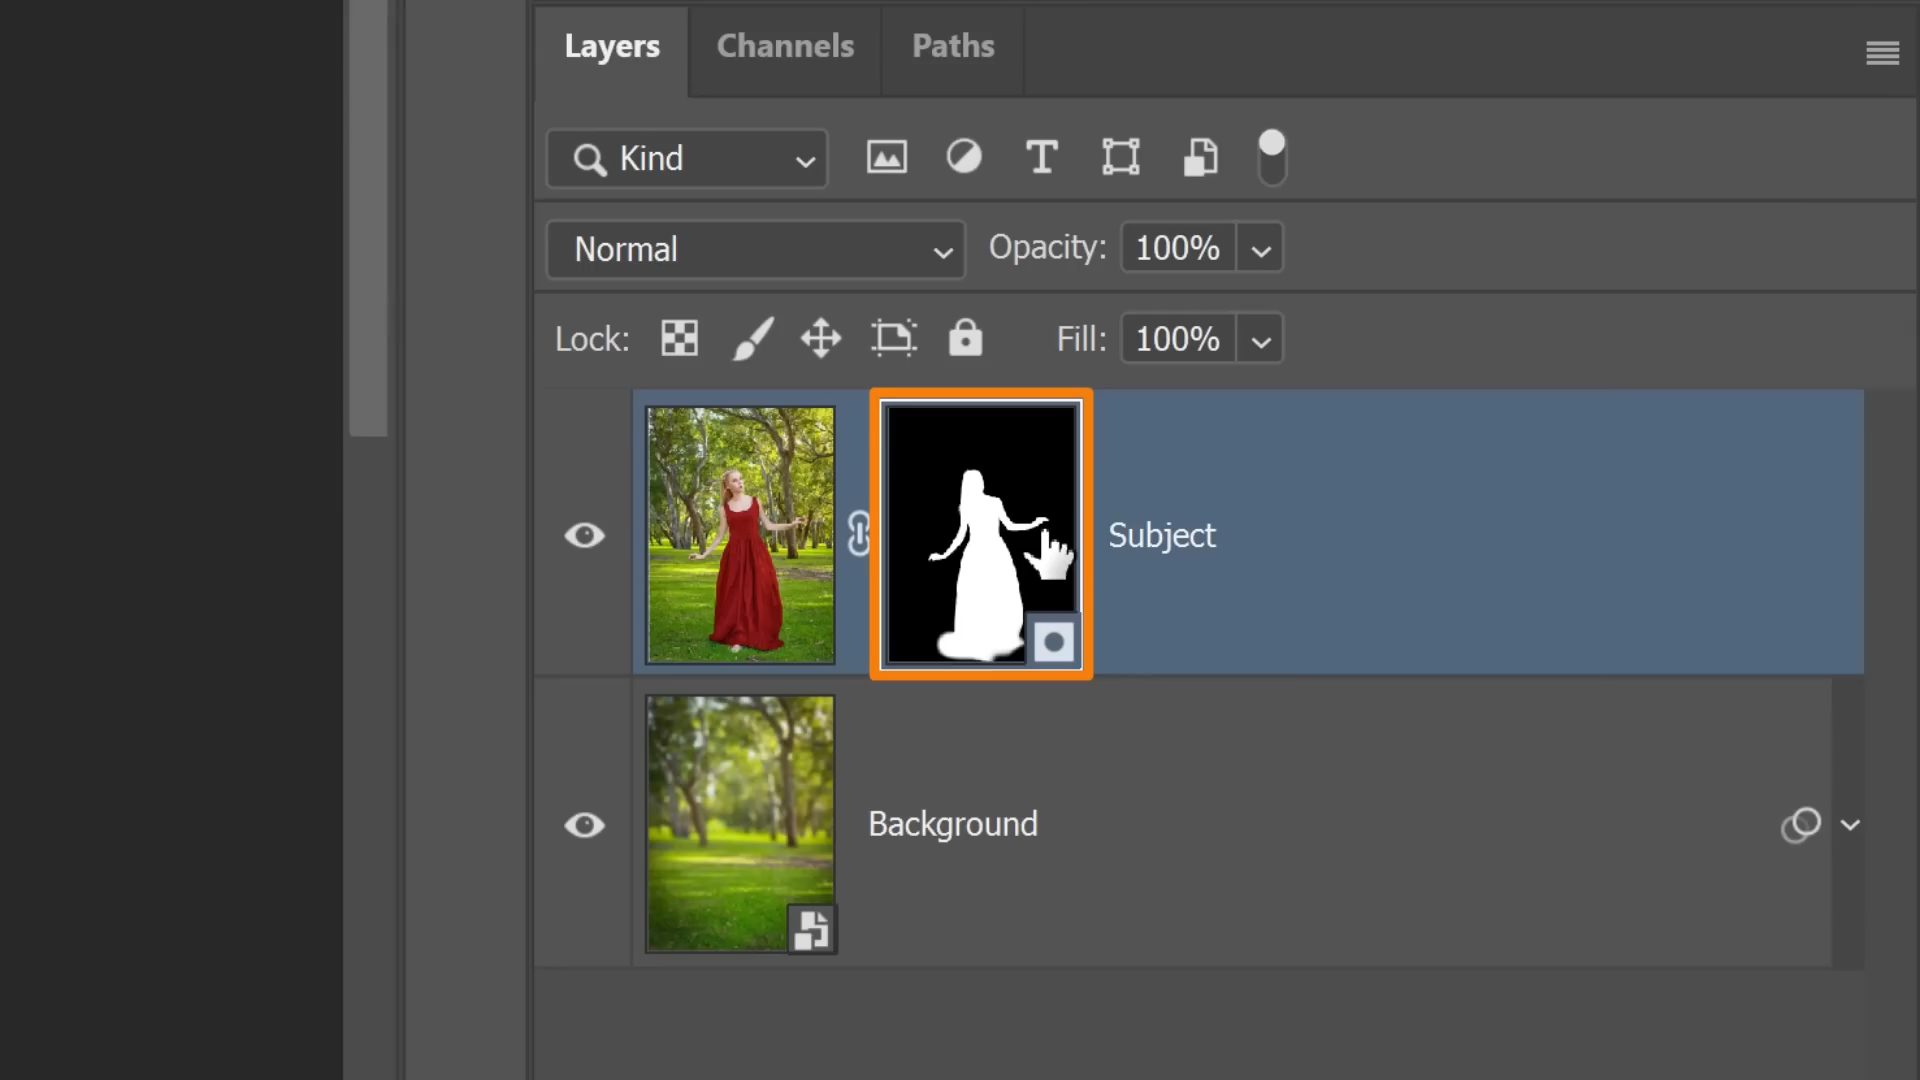 Layers Channels Paths
Kind
Normal Opacity: 100%
Lock: Fill: 100%
Subject
Background